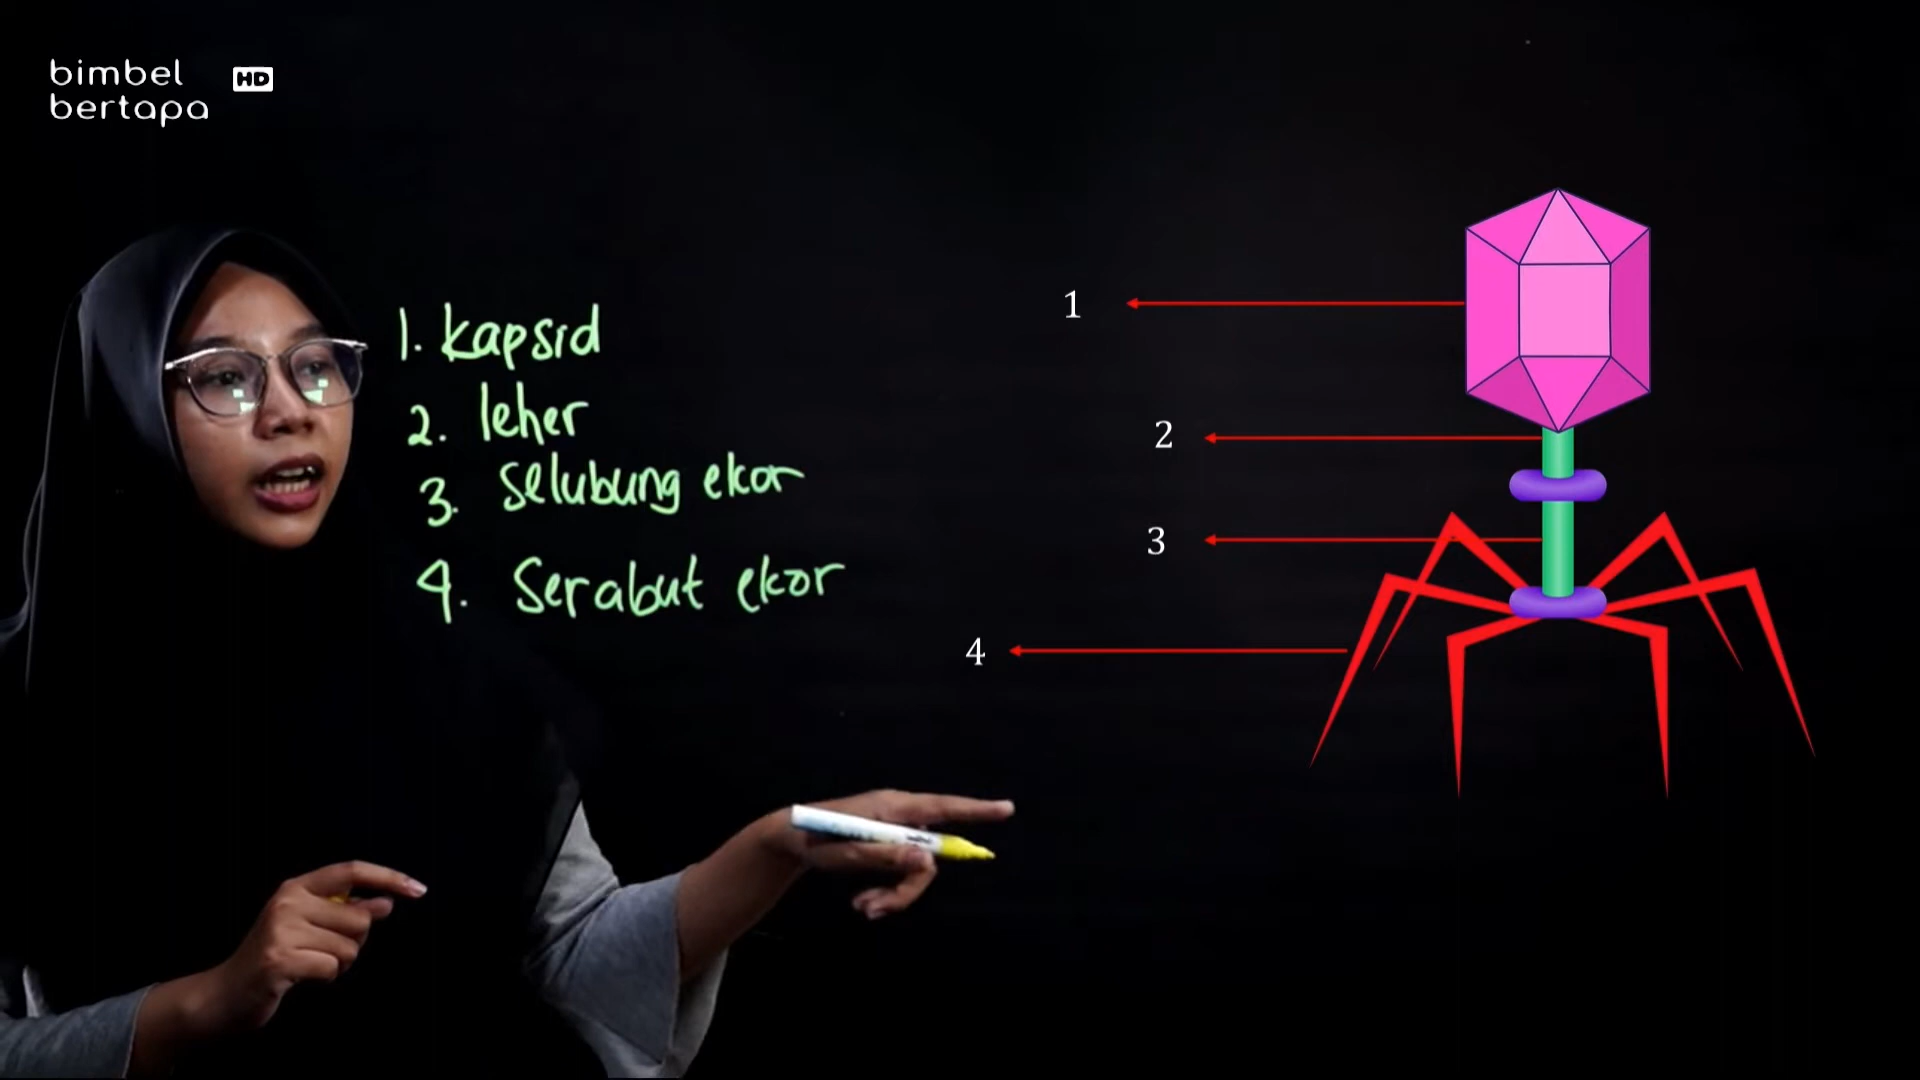 bimbel
bertapa
HD
1. kapsid
2. leher
3. selubung ekor
4. Serabut ekor
1
2
3
4